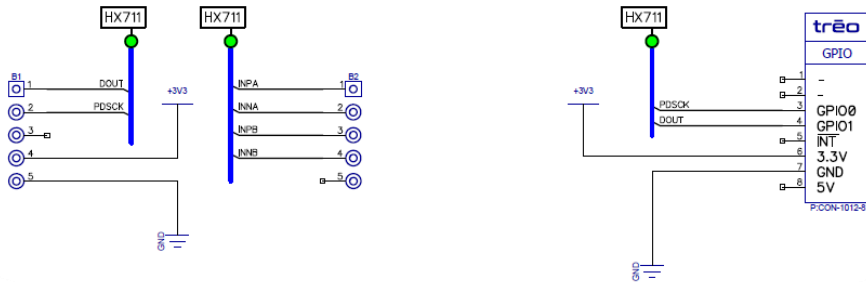 HX711
HX711
HX711
trēo
GPIO
B1
1 DOUT
2 PDSCK
3
4
5
+3V3
GND
B2
INPA 1
INNA 2
INPB 3
INNB 4
5
+3V3
GND
PDSCK
DOUT
1 -
2 -
3 GPIO0
4 GPIO1
5 INT
6 3.3V
7 GND
8 5V
P:CON-1012-8